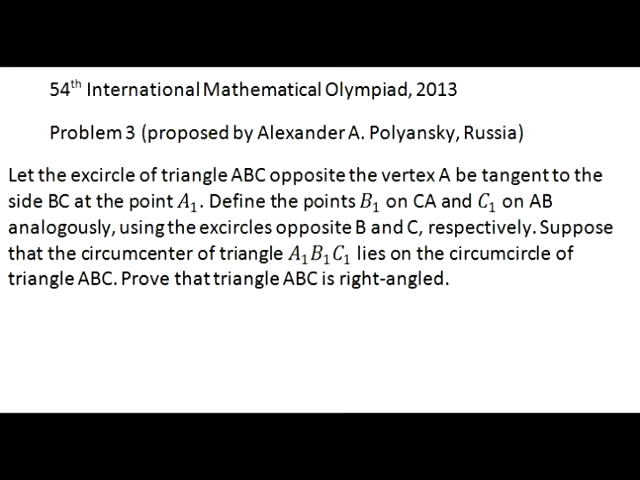 54th International Mathematical Olympiad, 2013
Problem 3 (proposed by Alexander A. Polyansky, Russia)
Let the excircle of triangle ABC opposite the vertex A be tangent to the
side BC at the point A₁. Define the points B₁ on CA and C₁ on AB
analogously, using the excircles opposite B and C, respectively. Suppose
that the circumcenter of triangle A₁B₁C₁ lies on the circumcircle of
triangle ABC. Prove that triangle ABC is right-angled.